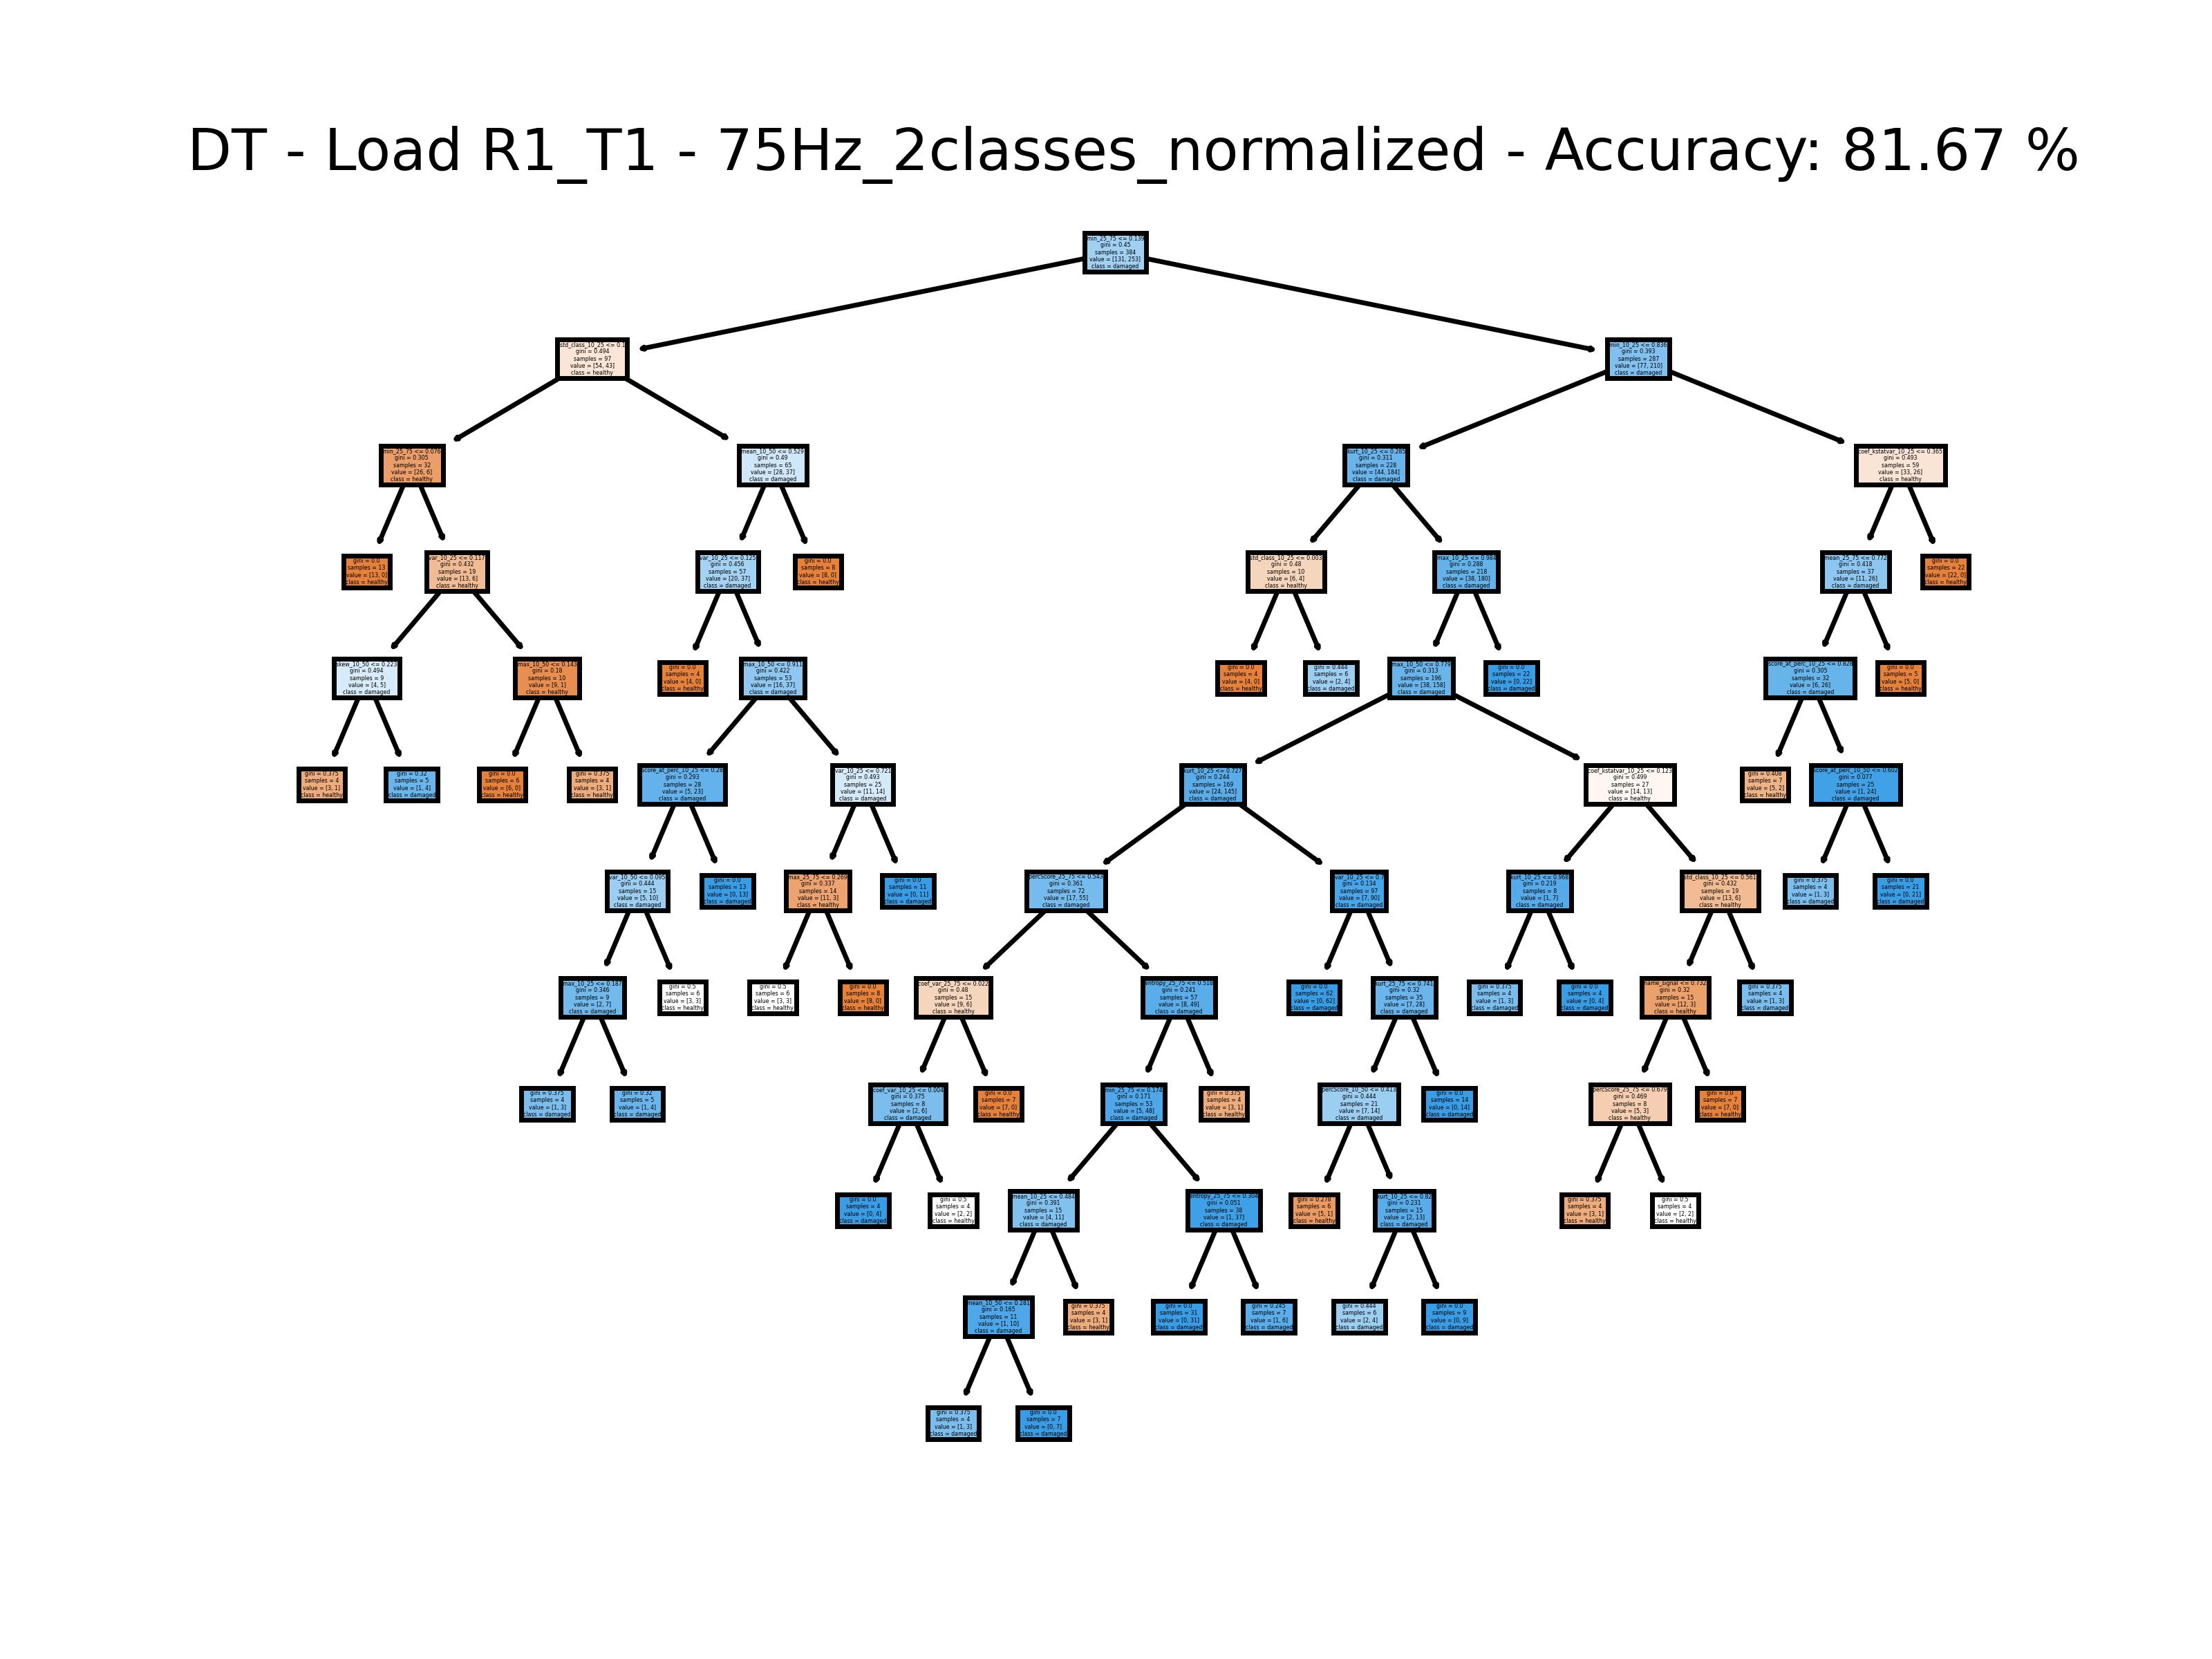 DT - Load R1_T1 - 75Hz_2classes_normalized - Accuracy: 81.67 %
min_25_75 <= 0.139
gini = 0.45
samples = 384
value = [131, 253]
class = damaged
std_class_10_25 <= 0.1
gini = 0.494
samples = 97
value = [54, 43]
class = healthy
min_10_25 <= 0.836
gini = 0.393
samples = 287
value = [77, 210]
class = damaged
min_25_75 <= 0.076
gini = 0.305
samples = 32
value = [26, 6]
class = healthy
mean_10_50 <= 0.529
gini = 0.49
samples = 65
value = [28, 37]
class = damaged
kurt_10_25 <= 0.285
gini = 0.311
samples = 228
value = [44, 184]
class = damaged
coef_kstatvar_10_25 <= 0.365
gini = 0.493
samples = 59
value = [33, 26]
class = healthy
gini = 0.0
samples = 13
value = [13, 0]
class = healthy
var_10_25 <= 0.117
gini = 0.432
samples = 19
value = [13, 6]
class = healthy
var_10_25 <= 0.125
gini = 0.456
samples = 57
value = [20, 37]
class = damaged
gini = 0.0
samples = 8
value = [8, 0]
class = healthy
std_class_10_25 <= 0.003
gini = 0.48
samples = 10
value = [6, 4]
class = healthy
max_10_25 <= 0.984
gini = 0.288
samples = 218
value = [38, 180]
class = damaged
mean_25_75 <= 0.772
gini = 0.418
samples = 37
value = [11, 26]
class = damaged
gini = 0.0
samples = 22
value = [22, 0]
class = healthy
skew_10_50 <= 0.223
gini = 0.494
samples = 9
value = [4, 5]
class = damaged
max_10_50 <= 0.143
gini = 0.18
samples = 10
value = [9, 1]
class = healthy
gini = 0.0
samples = 4
value = [4, 0]
class = healthy
max_10_50 <= 0.911
gini = 0.422
samples = 53
value = [16, 37]
class = damaged
gini = 0.0
samples = 4
value = [4, 0]
class = healthy
gini = 0.444
samples = 6
value = [2, 4]
class = damaged
max_10_50 <= 0.779
gini = 0.313
samples = 196
value = [38, 158]
class = damaged
gini = 0.0
samples = 22
value = [0, 22]
class = damaged
score_at_perc_10_25 <= 0.828
gini = 0.305
samples = 32
value = [6, 26]
class = damaged
gini = 0.0
samples = 5
value = [5, 0]
class = healthy
gini = 0.375
samples = 4
value = [3, 1]
class = healthy
gini = 0.32
samples = 5
value = [1, 4]
class = damaged
gini = 0.0
samples = 6
value = [6, 0]
class = healthy
gini = 0.375
samples = 4
value = [3, 1]
class = healthy
score_at_perc_10_25 <= 0.28
gini = 0.293
samples = 28
value = [5, 23]
class = damaged
var_10_25 <= 0.721
gini = 0.493
samples = 25
value = [11, 14]
class = damaged
kurt_10_25 <= 0.727
gini = 0.244
samples = 169
value = [24, 145]
class = damaged
coef_kstatvar_10_25 <= 0.123
gini = 0.499
samples = 27
value = [14, 13]
class = healthy
gini = 0.408
samples = 7
value = [5, 2]
class = healthy
score_at_perc_10_50 <= 0.602
gini = 0.077
samples = 25
value = [1, 24]
class = damaged
var_10_50 <= 0.095
gini = 0.444
samples = 15
value = [5, 10]
class = damaged
gini = 0.0
samples = 13
value = [0, 13]
class = damaged
max_25_75 <= 0.269
gini = 0.337
samples = 14
value = [11, 3]
class = healthy
gini = 0.0
samples = 11
value = [0, 11]
class = damaged
percScore_25_75 <= 0.543
gini = 0.361
samples = 72
value = [17, 55]
class = damaged
var_10_25 <= 0.7
gini = 0.134
samples = 97
value = [7, 90]
class = damaged
kurt_10_25 <= 0.968
gini = 0.219
samples = 8
value = [1, 7]
class = damaged
std_class_10_25 <= 0.561
gini = 0.432
samples = 19
value = [13, 6]
class = healthy
gini = 0.375
samples = 4
value = [1, 3]
class = damaged
gini = 0.0
samples = 21
value = [0, 21]
class = damaged
max_10_25 <= 0.187
gini = 0.346
samples = 9
value = [2, 7]
class = damaged
gini = 0.5
samples = 6
value = [3, 3]
class = healthy
gini = 0.5
samples = 6
value = [3, 3]
class = healthy
gini = 0.0
samples = 8
value = [8, 0]
class = healthy
coef_var_25_75 <= 0.022
gini = 0.48
samples = 15
value = [9, 6]
class = healthy
entropy_25_75 <= 0.518
gini = 0.241
samples = 57
value = [8, 49]
class = damaged
gini = 0.0
samples = 62
value = [0, 62]
class = damaged
kurt_25_75 <= 0.741
gini = 0.32
samples = 35
value = [7, 28]
class = damaged
gini = 0.375
samples = 4
value = [1, 3]
class = damaged
gini = 0.0
samples = 4
value = [0, 4]
class = damaged
name_signal <= 0.732
gini = 0.32
samples = 15
value = [12, 3]
class = healthy
gini = 0.375
samples = 4
value = [1, 3]
class = damaged
gini = 0.375
samples = 4
value = [1, 3]
class = damaged
gini = 0.32
samples = 5
value = [1, 4]
class = damaged
coef_var_10_25 <= 0.004
gini = 0.375
samples = 8
value = [2, 6]
class = damaged
gini = 0.0
samples = 7
value = [7, 0]
class = healthy
min_25_75 <= 0.174
gini = 0.171
samples = 53
value = [5, 48]
class = damaged
gini = 0.375
samples = 4
value = [3, 1]
class = healthy
percScore_10_50 <= 0.413
gini = 0.444
samples = 21
value = [7, 14]
class = damaged
gini = 0.0
samples = 14
value = [0, 14]
class = damaged
percScore_25_75 <= 0.679
gini = 0.469
samples = 8
value = [5, 3]
class = healthy
gini = 0.0
samples = 7
value = [7, 0]
class = healthy
gini = 0.0
samples = 4
value = [0, 4]
class = damaged
gini = 0.5
samples = 4
value = [2, 2]
class = healthy
mean_10_25 <= 0.484
gini = 0.391
samples = 15
value = [4, 11]
class = damaged
entropy_25_75 <= 0.304
gini = 0.051
samples = 38
value = [1, 37]
class = damaged
gini = 0.278
samples = 6
value = [5, 1]
class = healthy
kurt_10_25 <= 0.82
gini = 0.231
samples = 15
value = [2, 13]
class = damaged
gini = 0.375
samples = 4
value = [3, 1]
class = healthy
gini = 0.5
samples = 4
value = [2, 2]
class = healthy
mean_10_50 <= 0.281
gini = 0.165
samples = 11
value = [1, 10]
class = damaged
gini = 0.375
samples = 4
value = [3, 1]
class = healthy
gini = 0.0
samples = 31
value = [0, 31]
class = damaged
gini = 0.245
samples = 7
value = [1, 6]
class = damaged
gini = 0.444
samples = 6
value = [2, 4]
class = damaged
gini = 0.0
samples = 9
value = [0, 9]
class = damaged
gini = 0.375
samples = 4
value = [1, 3]
class = damaged
gini = 0.0
samples = 7
value = [0, 7]
class = damaged